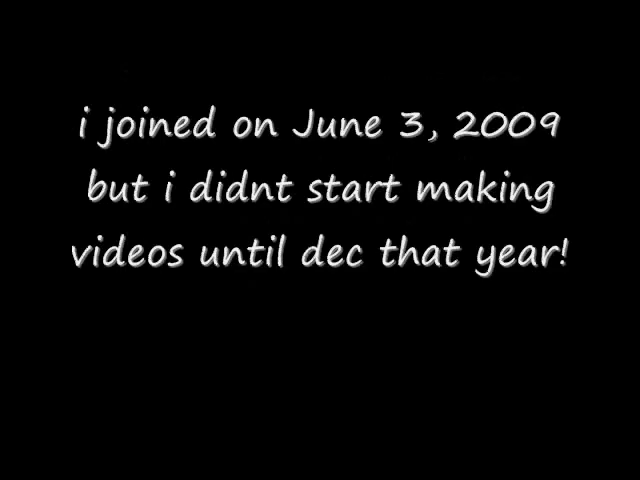 i joined on June 3, 2009
but i didnt start making
videos until dec that year!